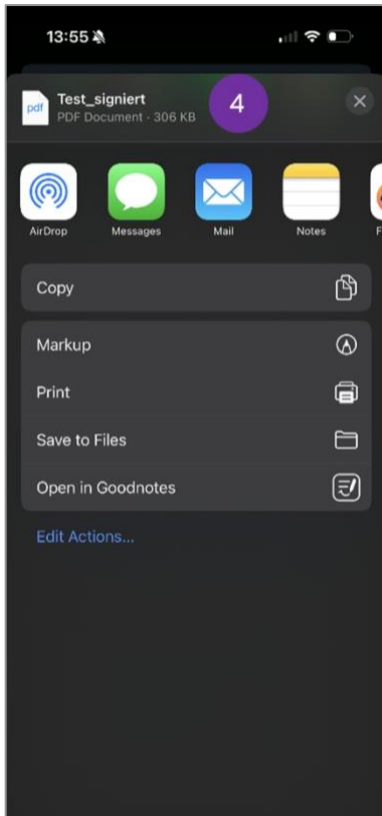 13:55
pdf
Test_signiert
PDF Document · 306 KB
4
AirDrop
Messages
Mail
Notes
F
Copy
Markup
Print
Save to Files
Open in Goodnotes
Edit Actions...